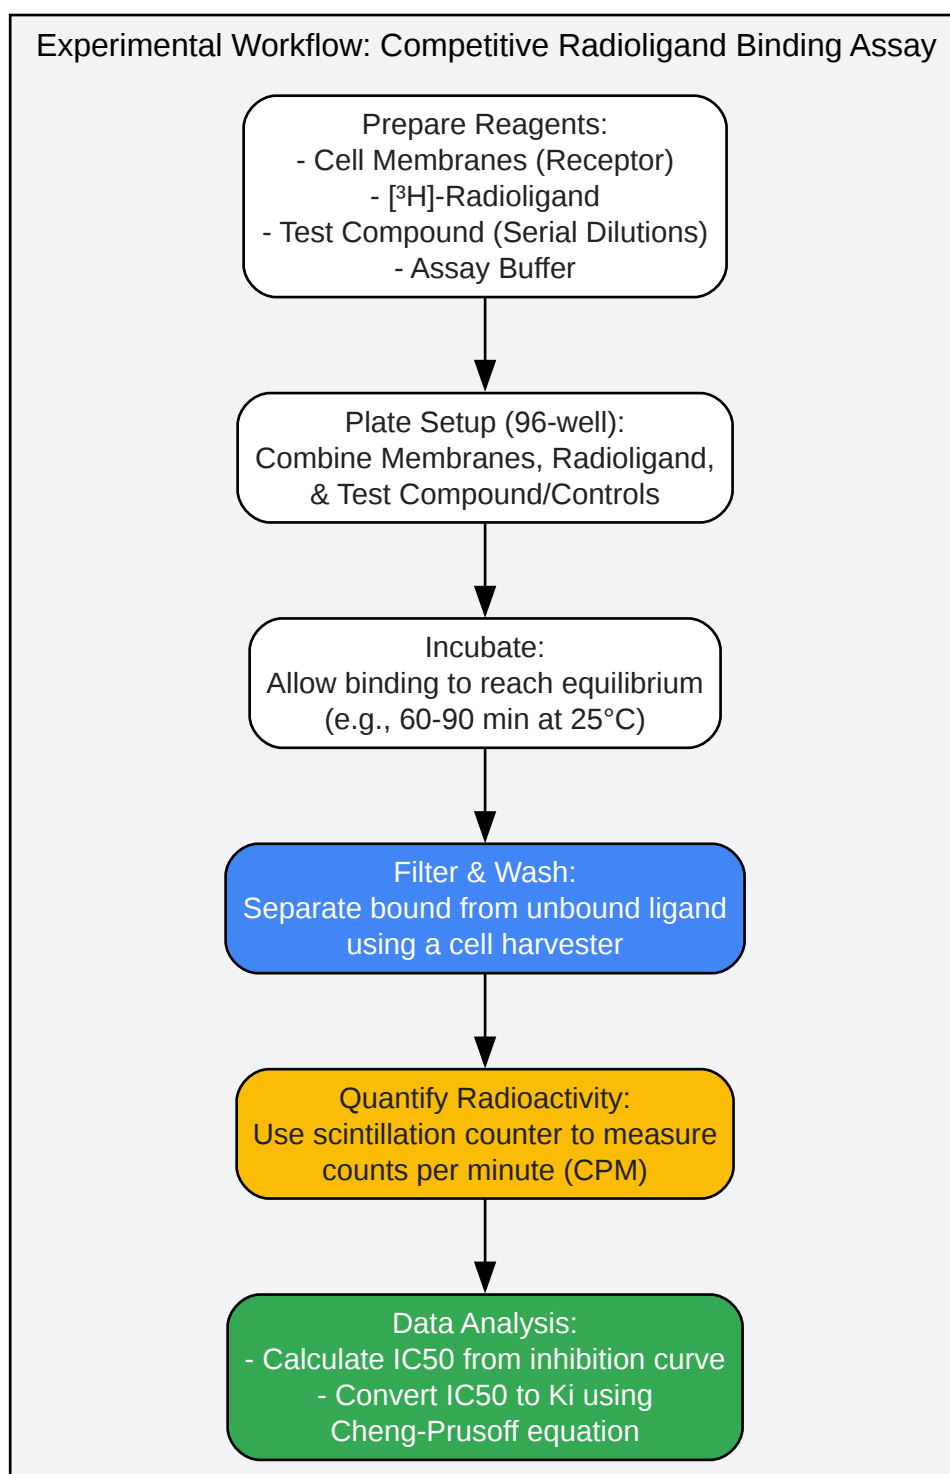 Experimental Workflow: Competitive Radioligand Binding Assay
Prepare Reagents:
- Cell Membranes (Receptor)
- [³H]-Radioligand
- Test Compound (Serial Dilutions)
- Assay Buffer
Plate Setup (96-well):
Combine Membranes, Radioligand,
& Test Compound/Controls
Incubate:
Allow binding to reach equilibrium
(e.g., 60-90 min at 25°C)
Filter & Wash:
Separate bound from unbound ligand
using a cell harvester
Quantify Radioactivity:
Use scintillation counter to measure
counts per minute (CPM)
Data Analysis:
- Calculate IC50 from inhibition curve
- Convert IC50 to Ki using
Cheng-Prusoff equation